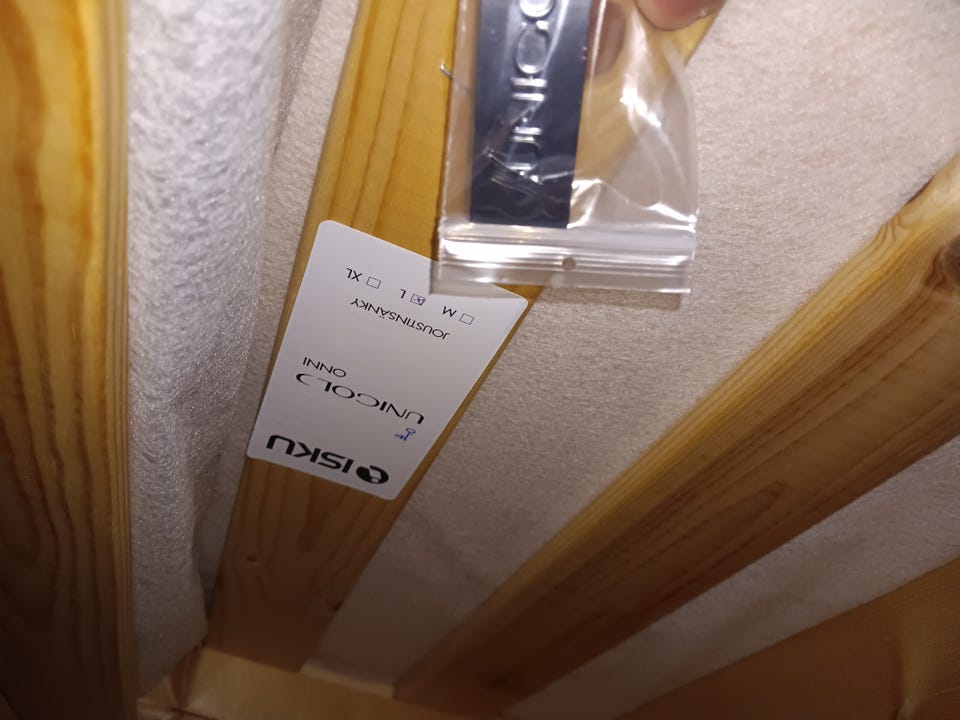 ISKU
UNIGOLD
ONNI
JOUSTINSÄNKY
☐ M ☒ L ☐ XL